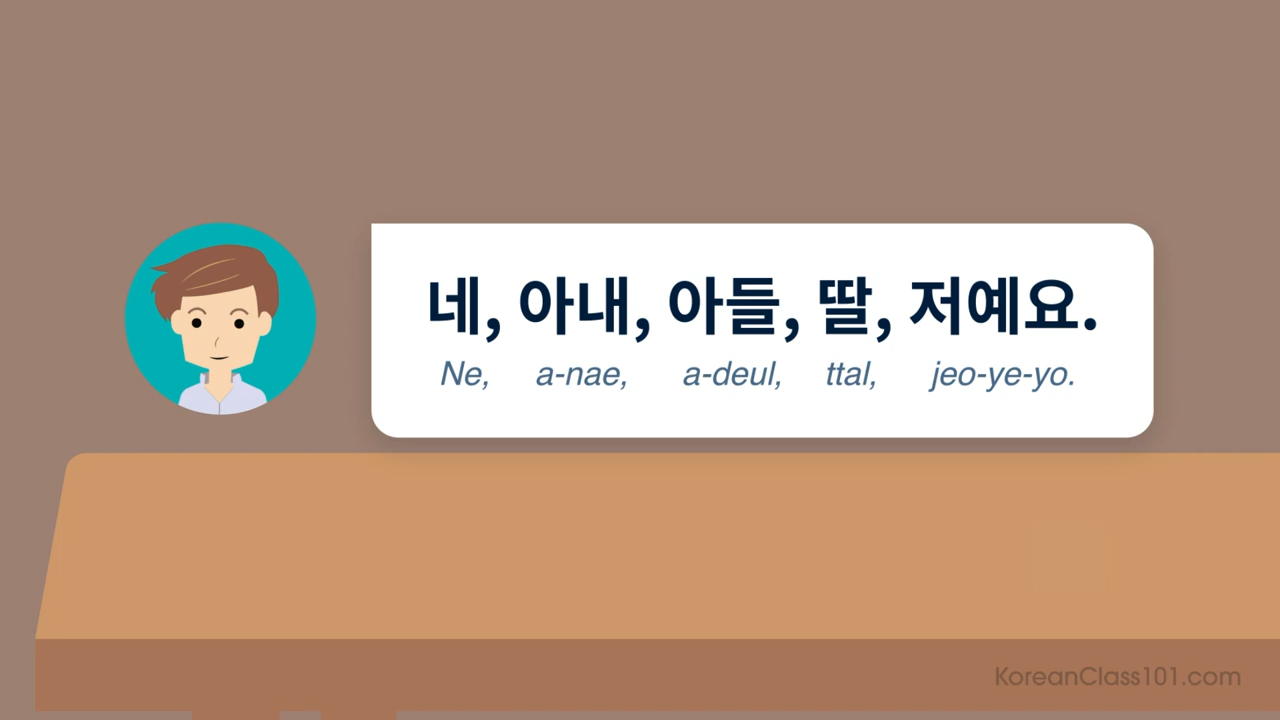 네, 아내, 아들, 딸, 저예요.
Ne, a-nae, a-deul, ttal, jeo-ye-yo.
KoreanClass101.com